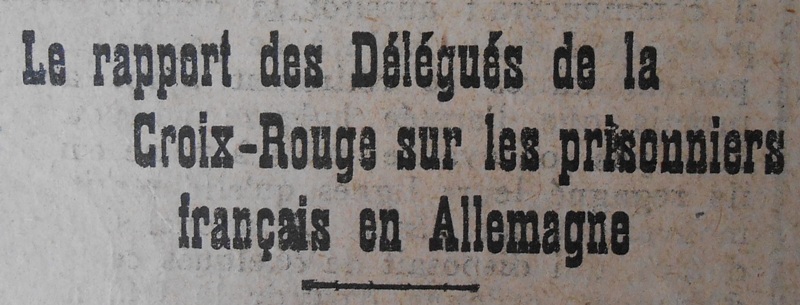 Le rapport des Délégués de la
Croix-Rouge sur les prisonniers
français en Allemagne